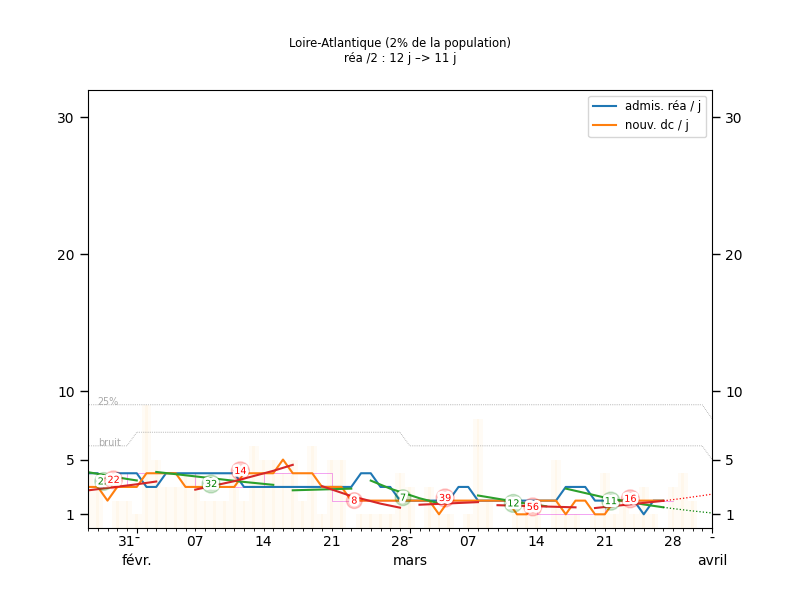 Loire-Atlantique (2% de la population)
réa /2 : 12 j –> 11 j
admis. réa / j
nouv. dc / j
30 30
20 20
10 10
25%
bruit
5 5
22 32 14 8 7 39 12 56 11 16
1 1
31 07 14 21 28 07 14 21 28
févr. mars avril